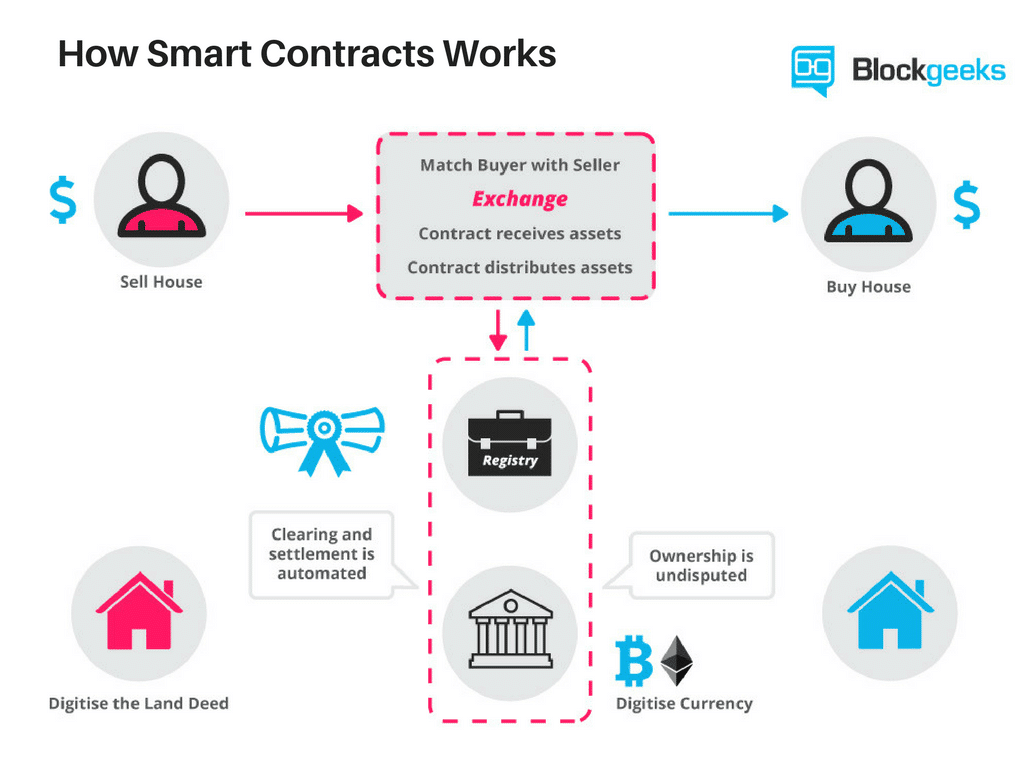 How Smart Contracts Works
Blockgeeks
Match Buyer with Seller
Exchange
Contract receives assets
Contract distributes assets
$
$
Sell House
Buy House
Registry
Clearing and
settlement is
automated
Ownership is
undisputed
Digitise the Land Deed
Digitise Currency